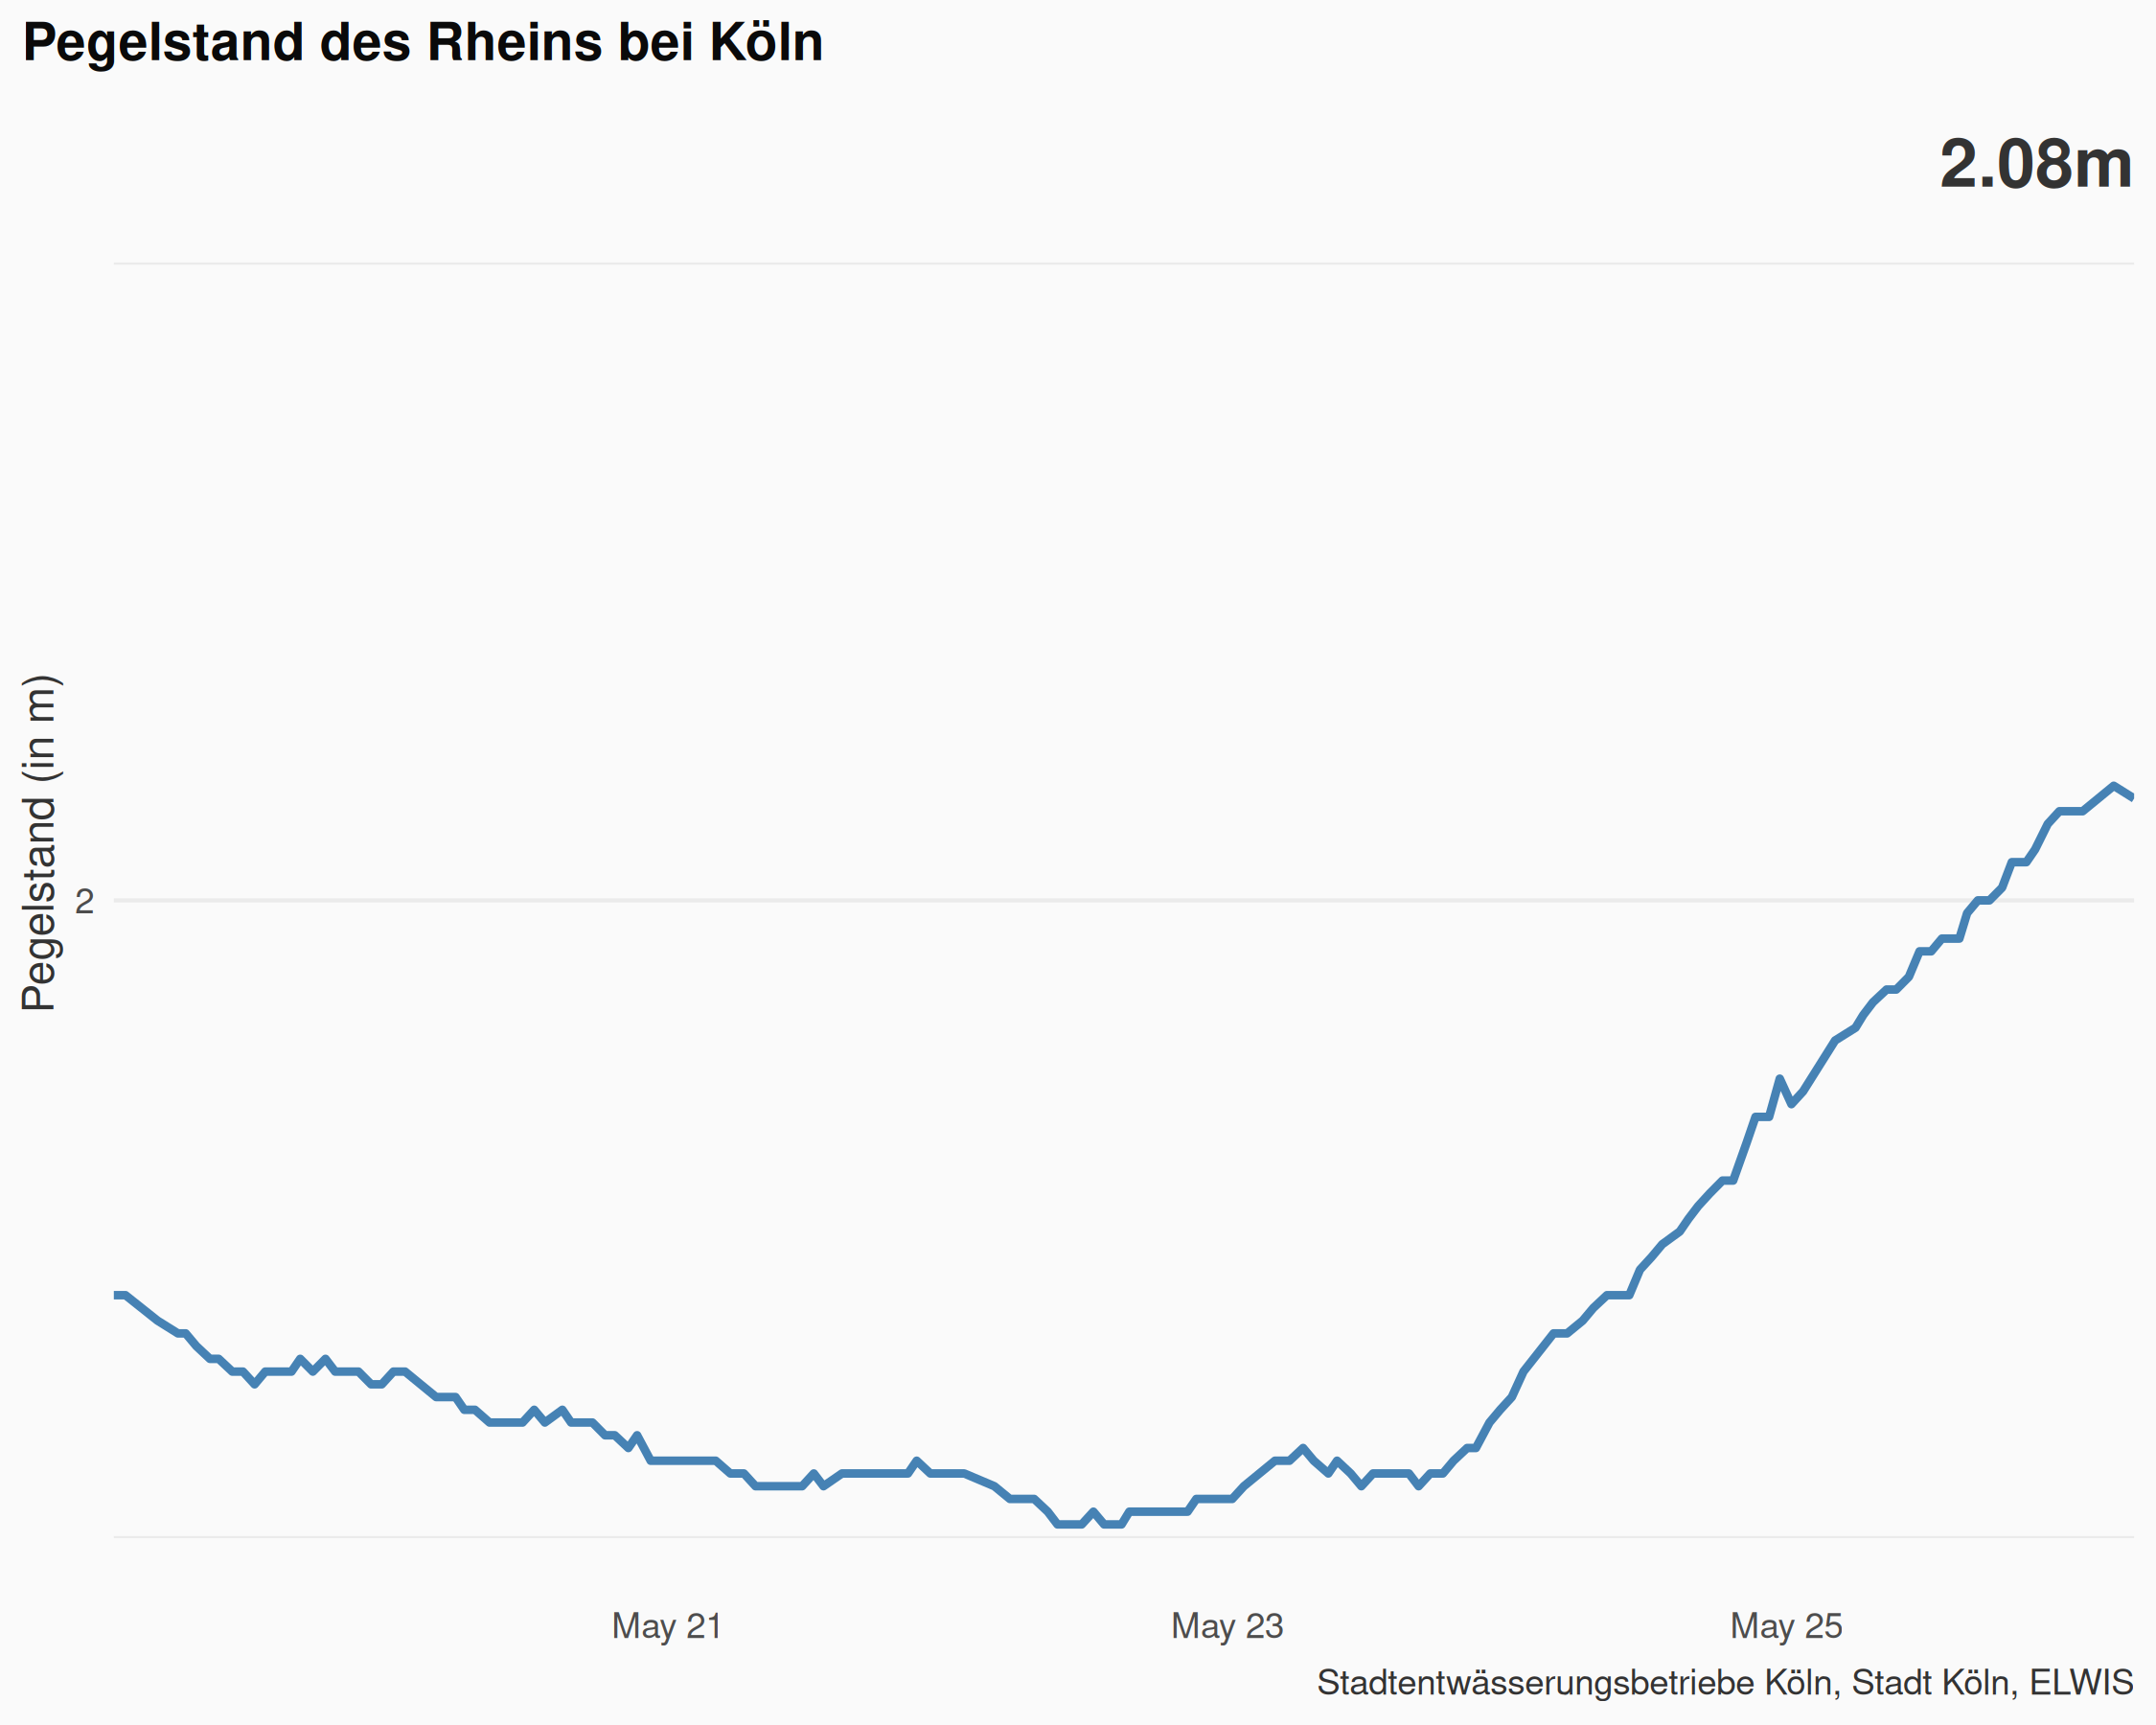 Pegelstand des Rheins bei Köln
2.08m
Pegelstand (in m)
2
May 21
May 23
May 25
Stadtentwässerungsbetriebe Köln, Stadt Köln, ELWIS